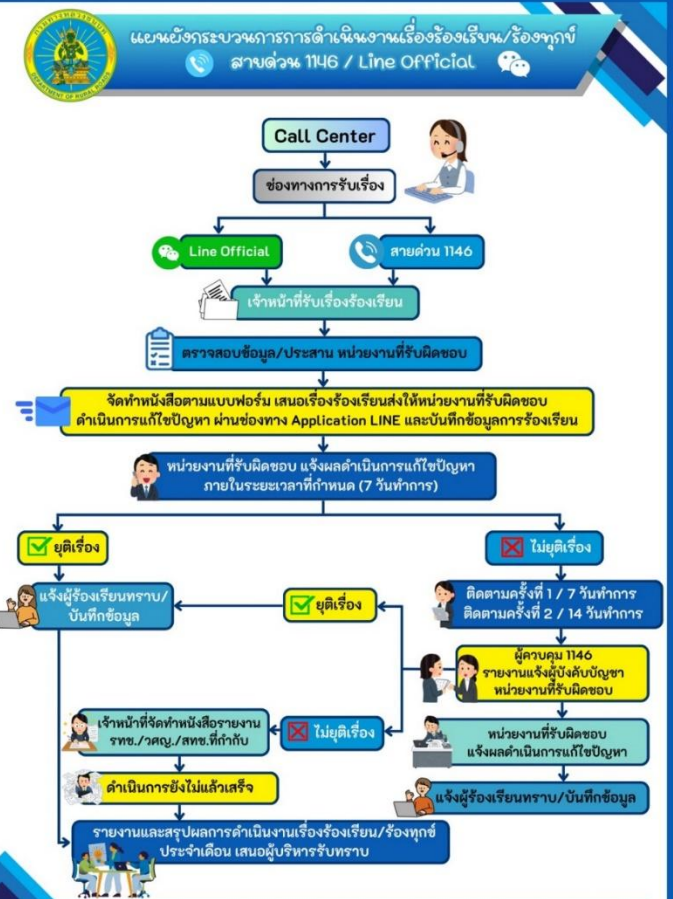 แผนผังกระบวนการการดำเนินงานเรื่องร้องเรียน/ร้องทุกข์
สายด่วน 1146 / Line Official
กรมทางหลวงชนบท
DEPARTMENT OF RURAL ROADS
Call Center
ช่องทางการรับเรื่อง
Line Official
สายด่วน 1146
เจ้าหน้าที่รับเรื่องร้องเรียน
ตรวจสอบข้อมูล/ประสาน หน่วยงานที่รับผิดชอบ
จัดทำหนังสือตามแบบฟอร์ม เสนอเรื่องร้องเรียนส่งให้หน่วยงานที่รับผิดชอบ
ดำเนินการแก้ไขปัญหา ผ่านช่องทาง Application LINE และบันทึกข้อมูลการร้องเรียน
หน่วยงานที่รับผิดชอบ แจ้งผลดำเนินการแก้ไขปัญหา
ภายในระยะเวลาที่กำหนด (7 วันทำการ)
ยุติเรื่อง
ไม่ยุติเรื่อง
แจ้งผู้ร้องเรียนทราบ/
บันทึกข้อมูล
ยุติเรื่อง
ติดตามครั้งที่ 1 / 7 วันทำการ
ติดตามครั้งที่ 2 / 14 วันทำการ
ผู้ควบคุม 1146
รายงานแจ้งผู้บังคับบัญชา
หน่วยงานที่รับผิดชอบ
เจ้าหน้าที่จัดทำหนังสือรายงาน
รทช./วศญ./สทช.ที่กำกับ
ไม่ยุติเรื่อง
หน่วยงานที่รับผิดชอบ
แจ้งผลดำเนินการแก้ไขปัญหา
ดำเนินการยังไม่แล้วเสร็จ
แจ้งผู้ร้องเรียนทราบ/บันทึกข้อมูล
รายงานและสรุปผลการดำเนินงานเรื่องร้องเรียน/ร้องทุกข์
ประจำเดือน เสนอผู้บริหารรับทราบ